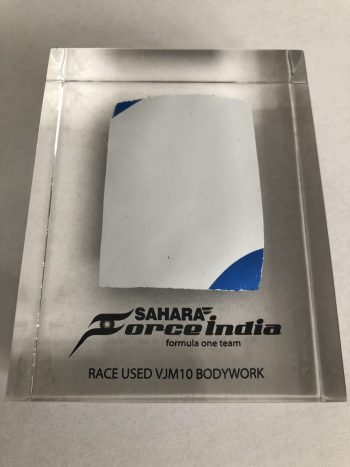 SAHARA
Force india
formula one team
RACE USED VJM10 BODYWORK